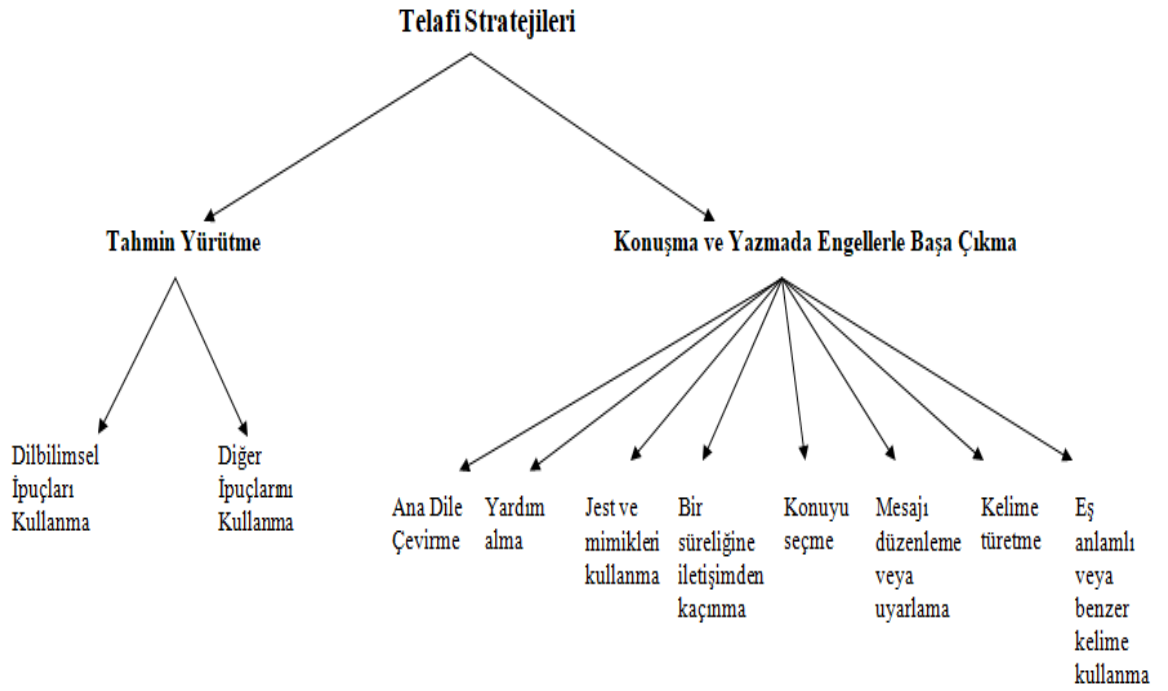 Telafi Stratejileri
Tahmin Yürütme
Konuşma ve Yazmada Engellerle Başa Çıkma
Dilbilimsel
İpuçları
Kullanma
Diğer
İpuçlarını
Kullanma
Ana Dile
Çevirme
Yardım
alma
Jest ve
mimikleri
kullanma
Bir
süreliğine
iletişimden
kaçınma
Konuyu
seçme
Mesajı
düzenleme
veya
uyarlama
Kelime
türetme
Eş
anlamlı
veya
benzer
kelime
kullanma